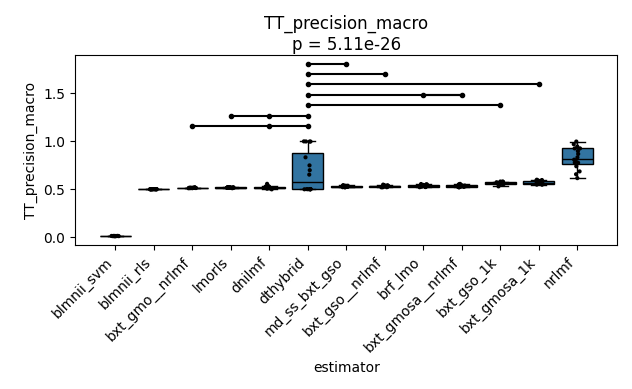 TT_precision_macro
p = 5.11e-26
TT_precision_macro
1.5
1.0
0.5
0.0
blmnii_svm
blmnii_rls
bxt_gmo__nrlmf
lmorls
dnilmf
dthybrid
md_ss_bxt_gso
bxt_gso__nrlmf
brf_lmo
bxt_gmosa__nrlmf
bxt_gso_1k
bxt_gmosa_1k
nrlmf
estimator